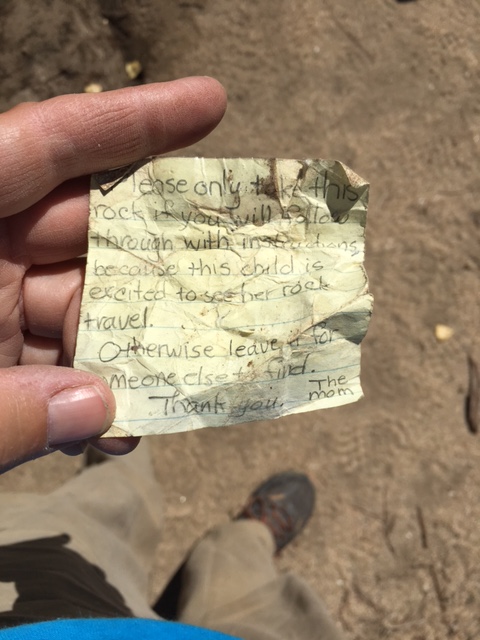 lease only take this
rock if you will follow
through with instructions
because this child is
excited to see her rock
travel.
Otherwise leave it for
meone else to find.
Thank you. The
mom